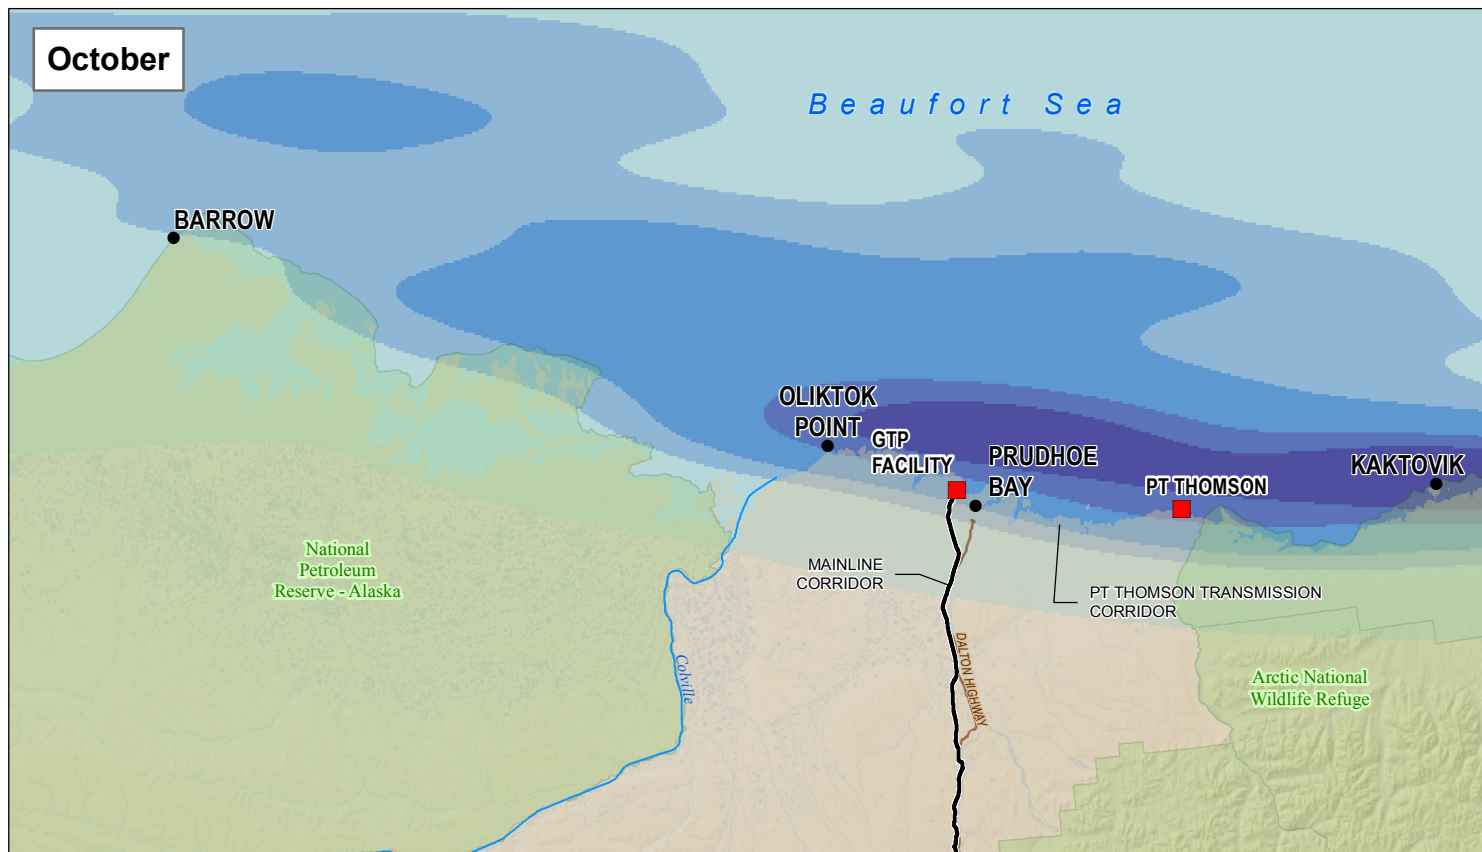 October
Beaufort Sea
BARROW
OLIKTOK
POINT
GTP
FACILITY
PRUDHOE
BAY
PT THOMSON
KAKTOVIK
National
Petroleum
Reserve - Alaska
MAINLINE
CORRIDOR
PT THOMSON TRANSMISSION
CORRIDOR
Colville
DALTON HIGHWAY
Arctic National
Wildlife Refuge